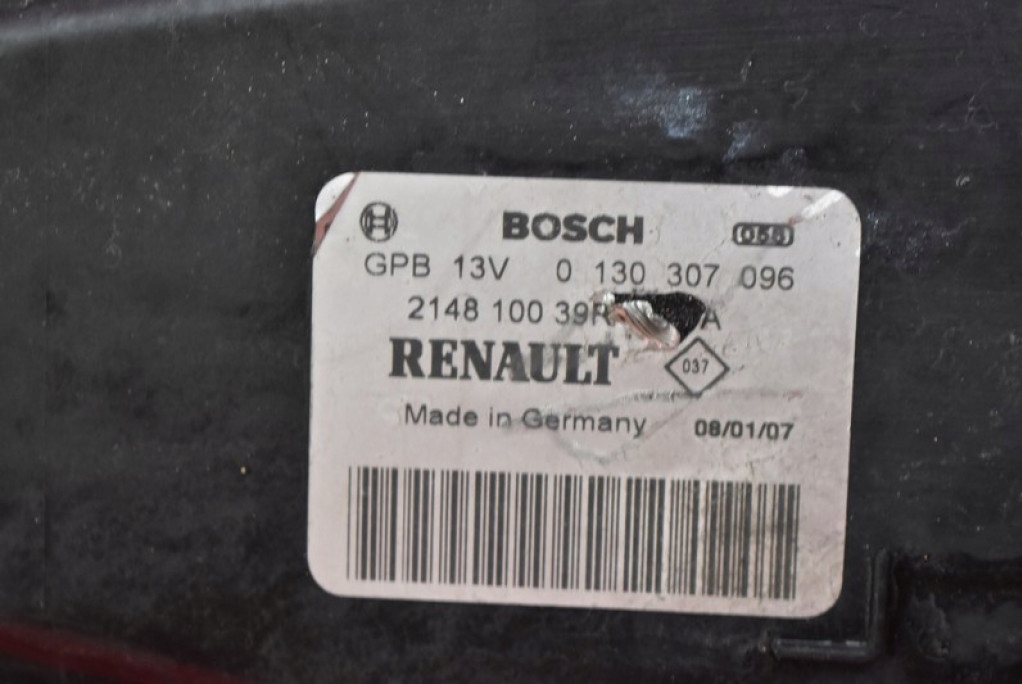 BOSCH 058
GPB 13V 0 130 307 096
2148 100 39R A
RENAULT 037
Made in Germany 08/01/07